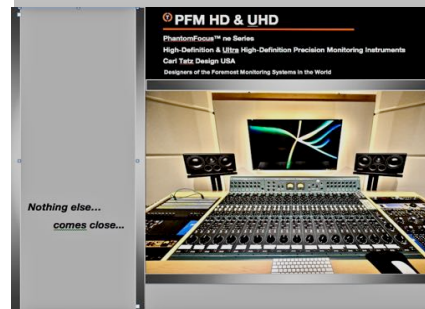 PFM HD & UHD
PhantomFocus™ ne Series
High-Definition & Ultra High-Definition Precision Monitoring Instruments
Carl Tatz Design USA
Designers of the Foremost Monitoring Systems in the World
Nothing else...
comes close...